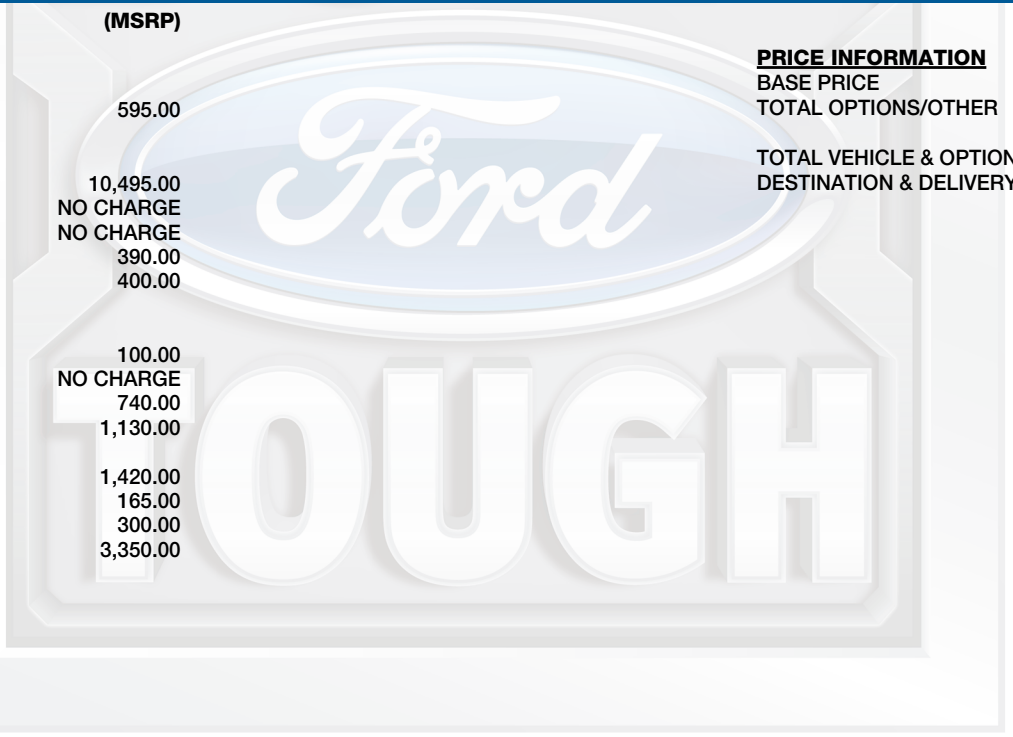 (MSRP)
595.00
10,495.00
NO CHARGE
NO CHARGE
390.00
400.00
100.00
NO CHARGE
740.00
1,130.00
1,420.00
165.00
300.00
3,350.00
PRICE INFORMATION
BASE PRICE
TOTAL OPTIONS/OTHER
TOTAL VEHICLE & OPTION
DESTINATION & DELIVERY
Ford
TOUGH